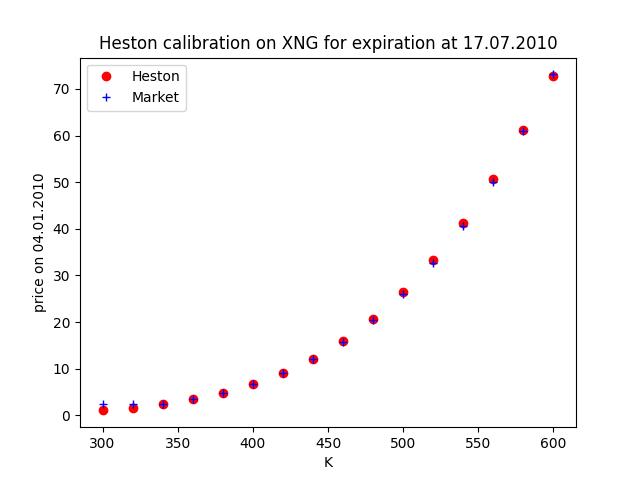 Heston calibration on XNG for expiration at 17.07.2010
Heston
Market
price on 04.01.2010
70
60
50
40
30
20
10
0
300 350 400 450 500 550 600
K